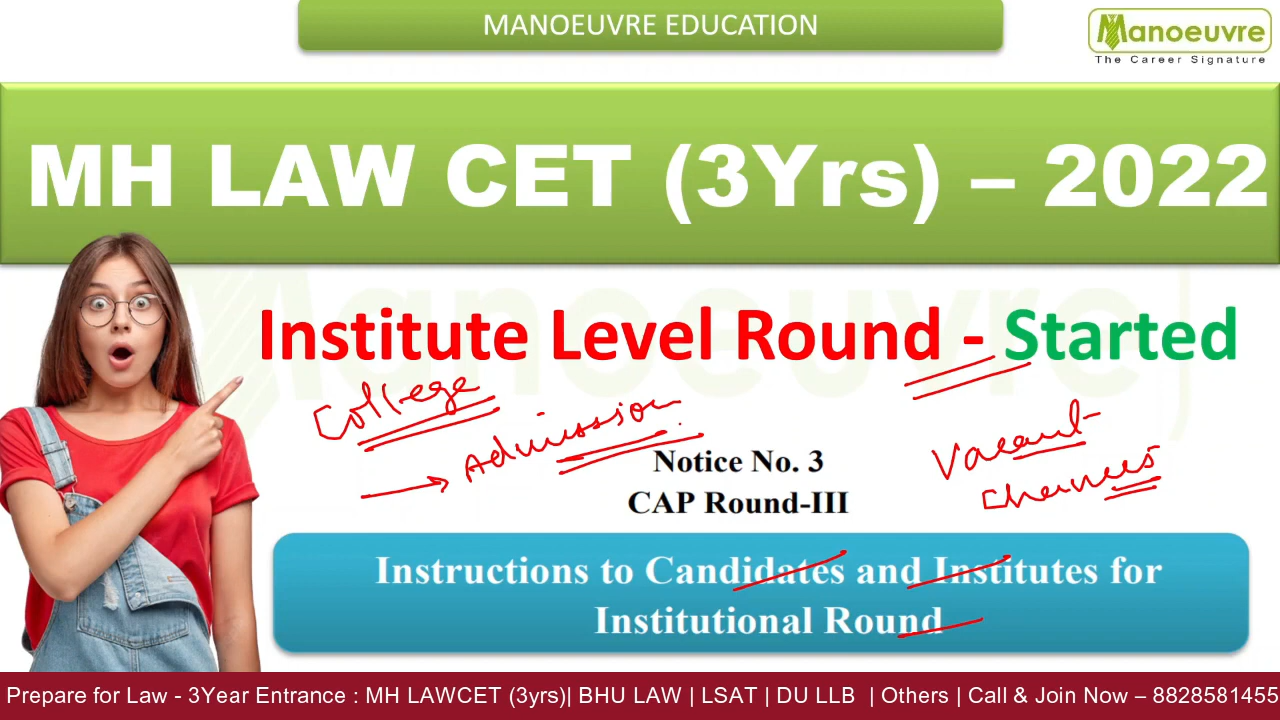 MANOEUVRE EDUCATION
Manoeuvre
The Career Signature
MH LAW CET (3Yrs) – 2022
Institute Level Round - Started
College
→ Admission
Vacant
Chances
Notice No. 3
CAP Round-III
Instructions to Candidates and Institutes for
Institutional Round
Prepare for Law - 3Year Entrance : MH LAWCET (3yrs)| BHU LAW | LSAT | DU LLB | Others | Call & Join Now – 8828581455